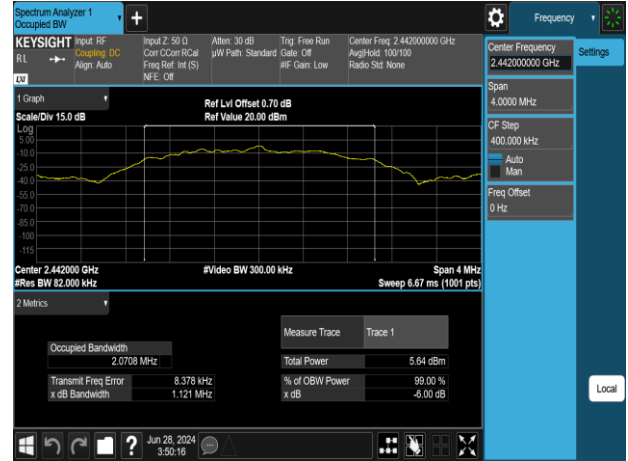 Spectrum Analyzer 1
Occupied BW
Frequency
KEYSIGHT
RL
LXI
Input: RF
Coupling: DC
Align: Auto
Input Z: 50 Ω
Corr CCorr RCal
Freq Ref: Int (S)
NFE: Off
Atten: 30 dB
µW Path: Standard
Trig: Free Run
Gate: Off
#IF Gain: Low
Center Freq: 2.442000000 GHz
Avg|Hold: 100/100
Radio Std: None
1 Graph
Scale/Div 15.0 dB
Ref Lvl Offset 0.70 dB
Ref Value 20.00 dBm
Log
5.00
-10.0
-25.0
-40.0
-55.0
-70.0
-85.0
-100
-115
Center 2.44200 GHz
#Res BW 82.000 kHz
#Video BW 300.00 kHz
Span 4 MHz
Sweep 6.67 ms (1001 pts)
2 Metrics
Measure Trace Trace 1
Occupied Bandwidth
2.0708 MHz
Total Power 5.64 dBm
Transmit Freq Error 8.378 kHz
% of OBW Power 99.00 %
x dB Bandwidth 1.121 MHz
x dB -6.00 dB
Jun 28, 2024
3:50:16
Center Frequency
2.442000000 GHz
Settings
Span
4.0000 MHz
CF Step
400.000 kHz
Auto
Man
Freq Offset
0 Hz
Local